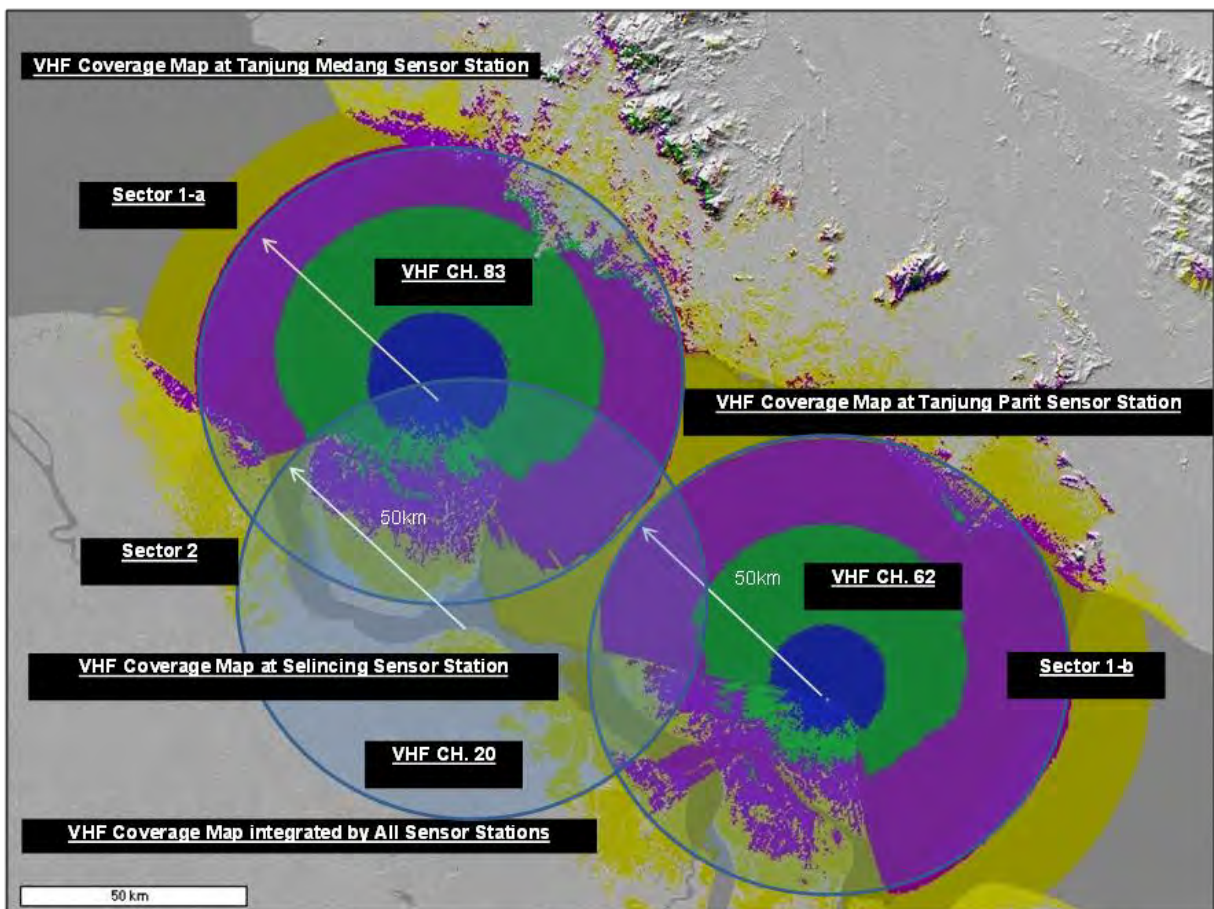 VHF Coverage Map at Tanjung Medang Sensor Station
Sector 1-a
VHF CH. 83
VHF Coverage Map at Tanjung Parit Sensor Station
50km
Sector 2
50km
VHF CH. 62
VHF Coverage Map at Selincing Sensor Station
Sector 1-b
VHF CH. 20
VHF Coverage Map integrated by All Sensor Stations
50 km